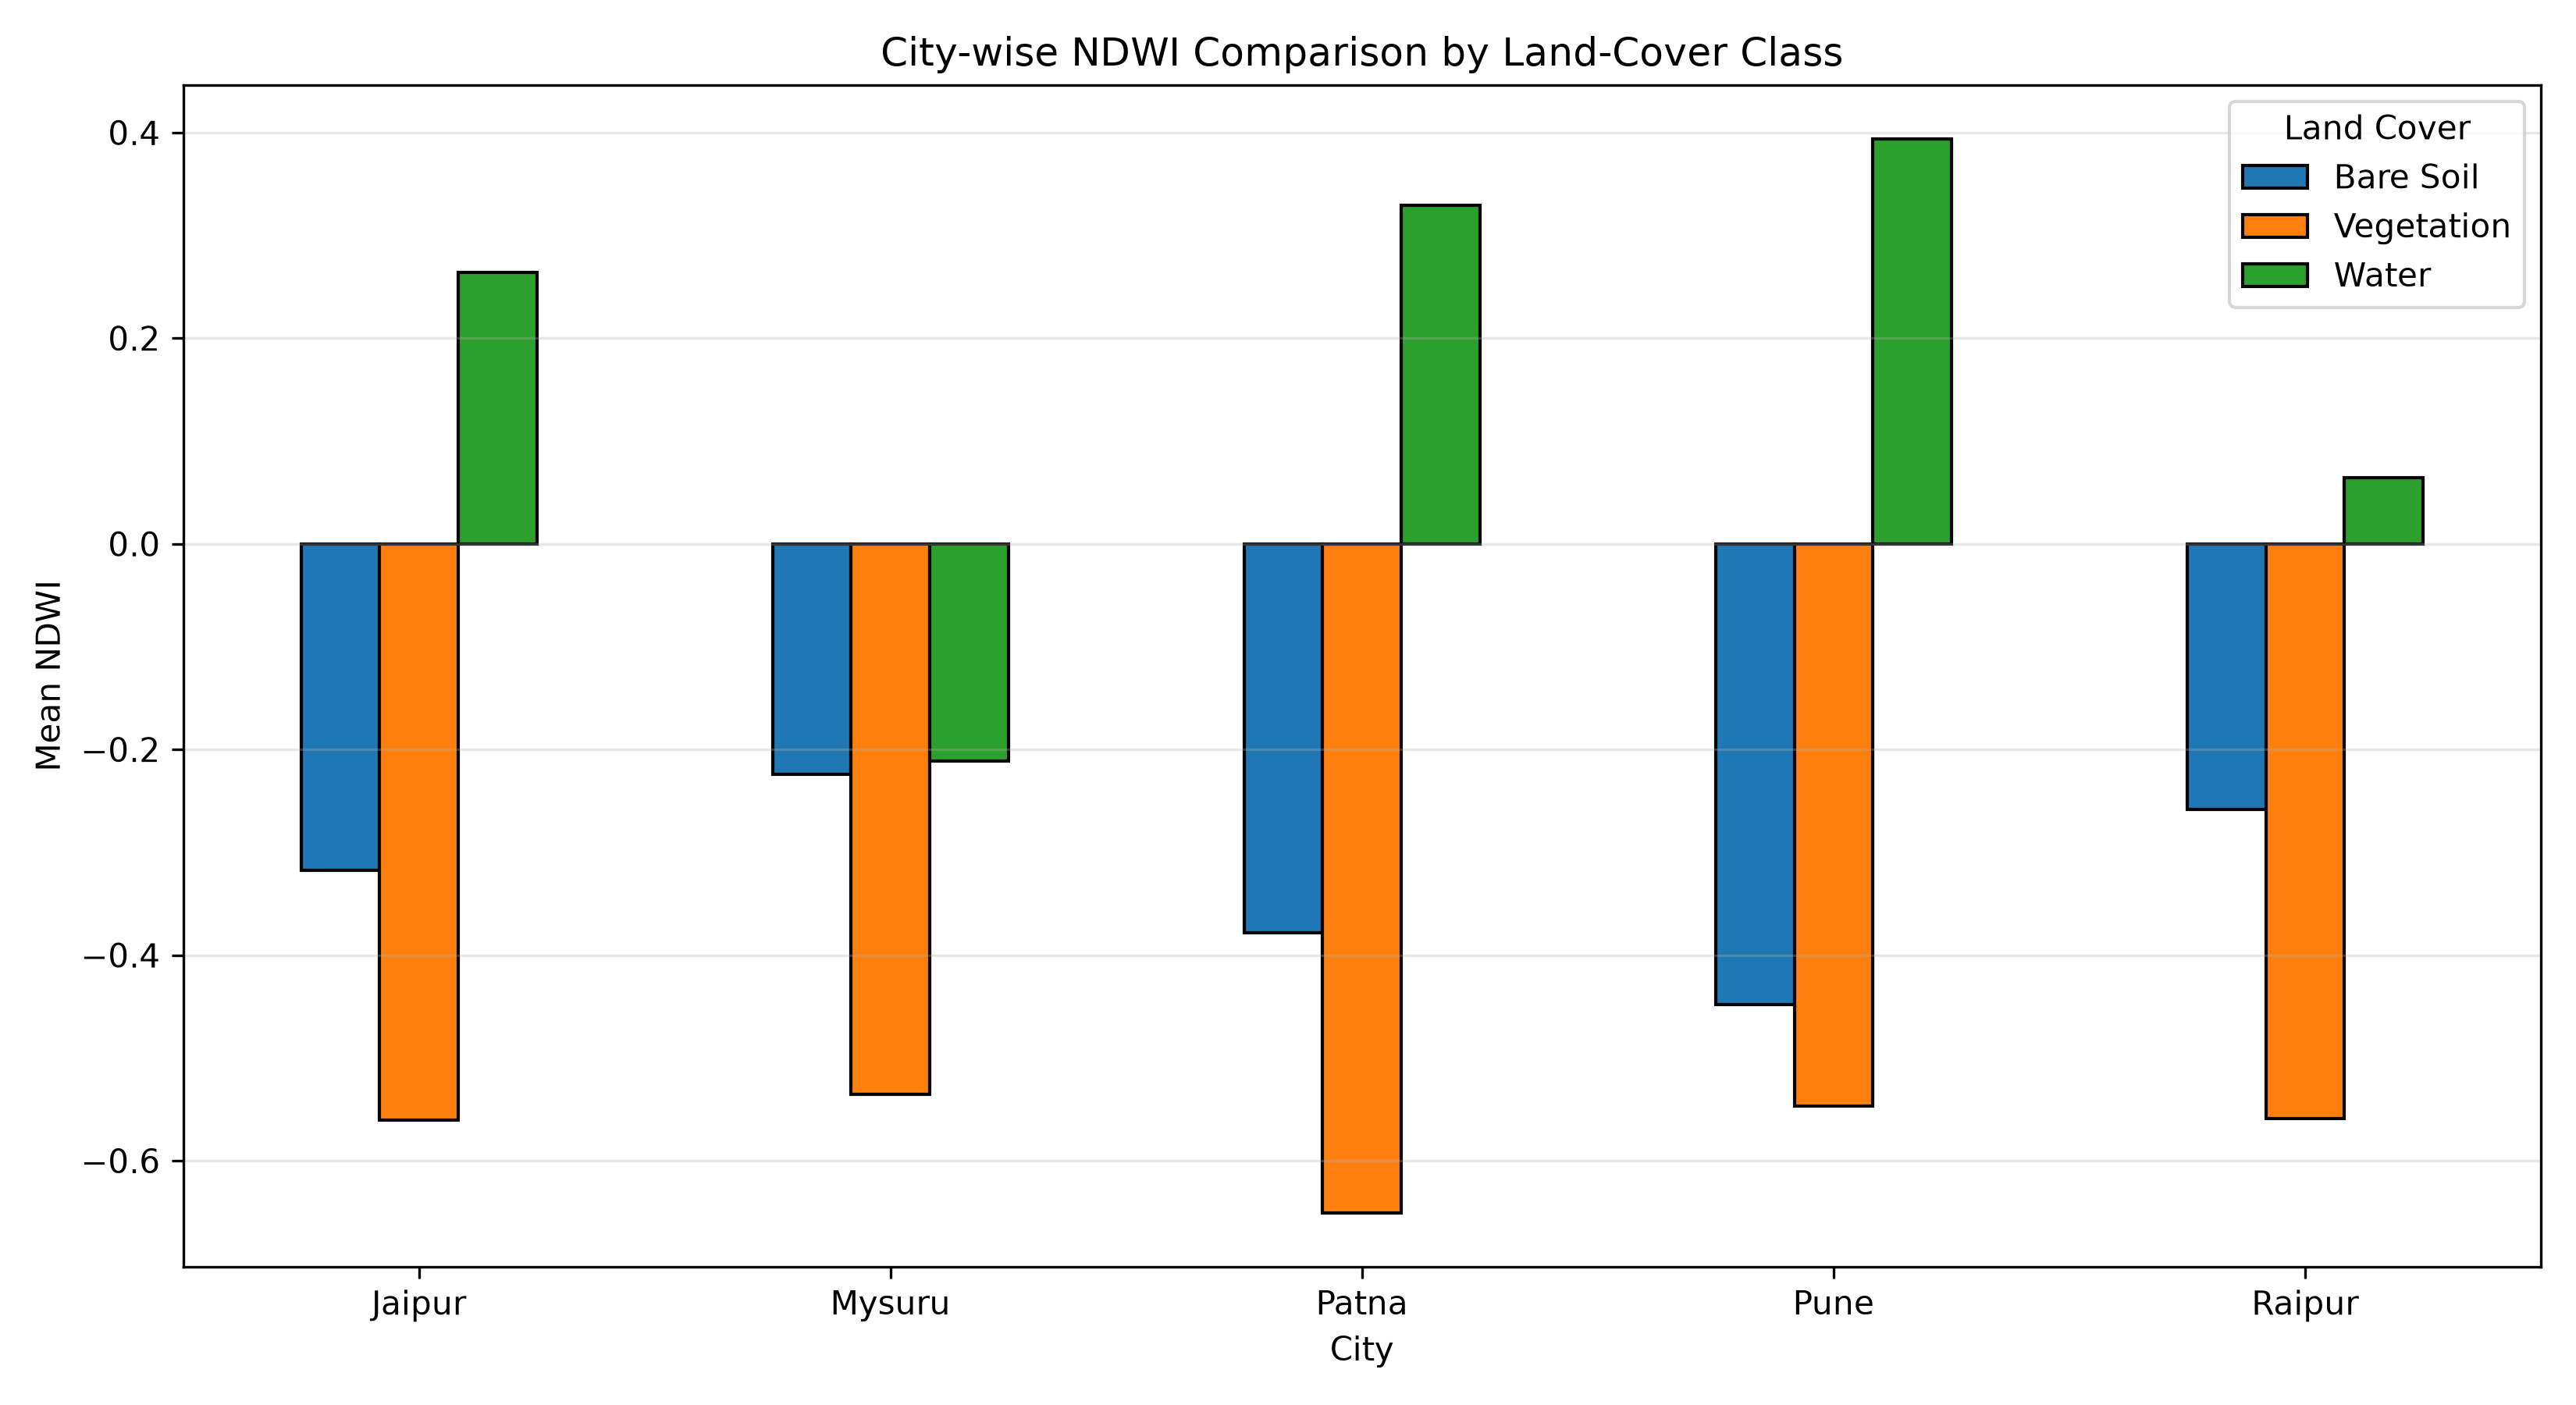 City-wise NDWI Comparison by Land-Cover Class
Land Cover
Bare Soil
Vegetation
Water
Mean NDWI
0.4
0.2
0.0
−0.2
−0.4
−0.6
Jaipur Mysuru Patna Pune Raipur
City